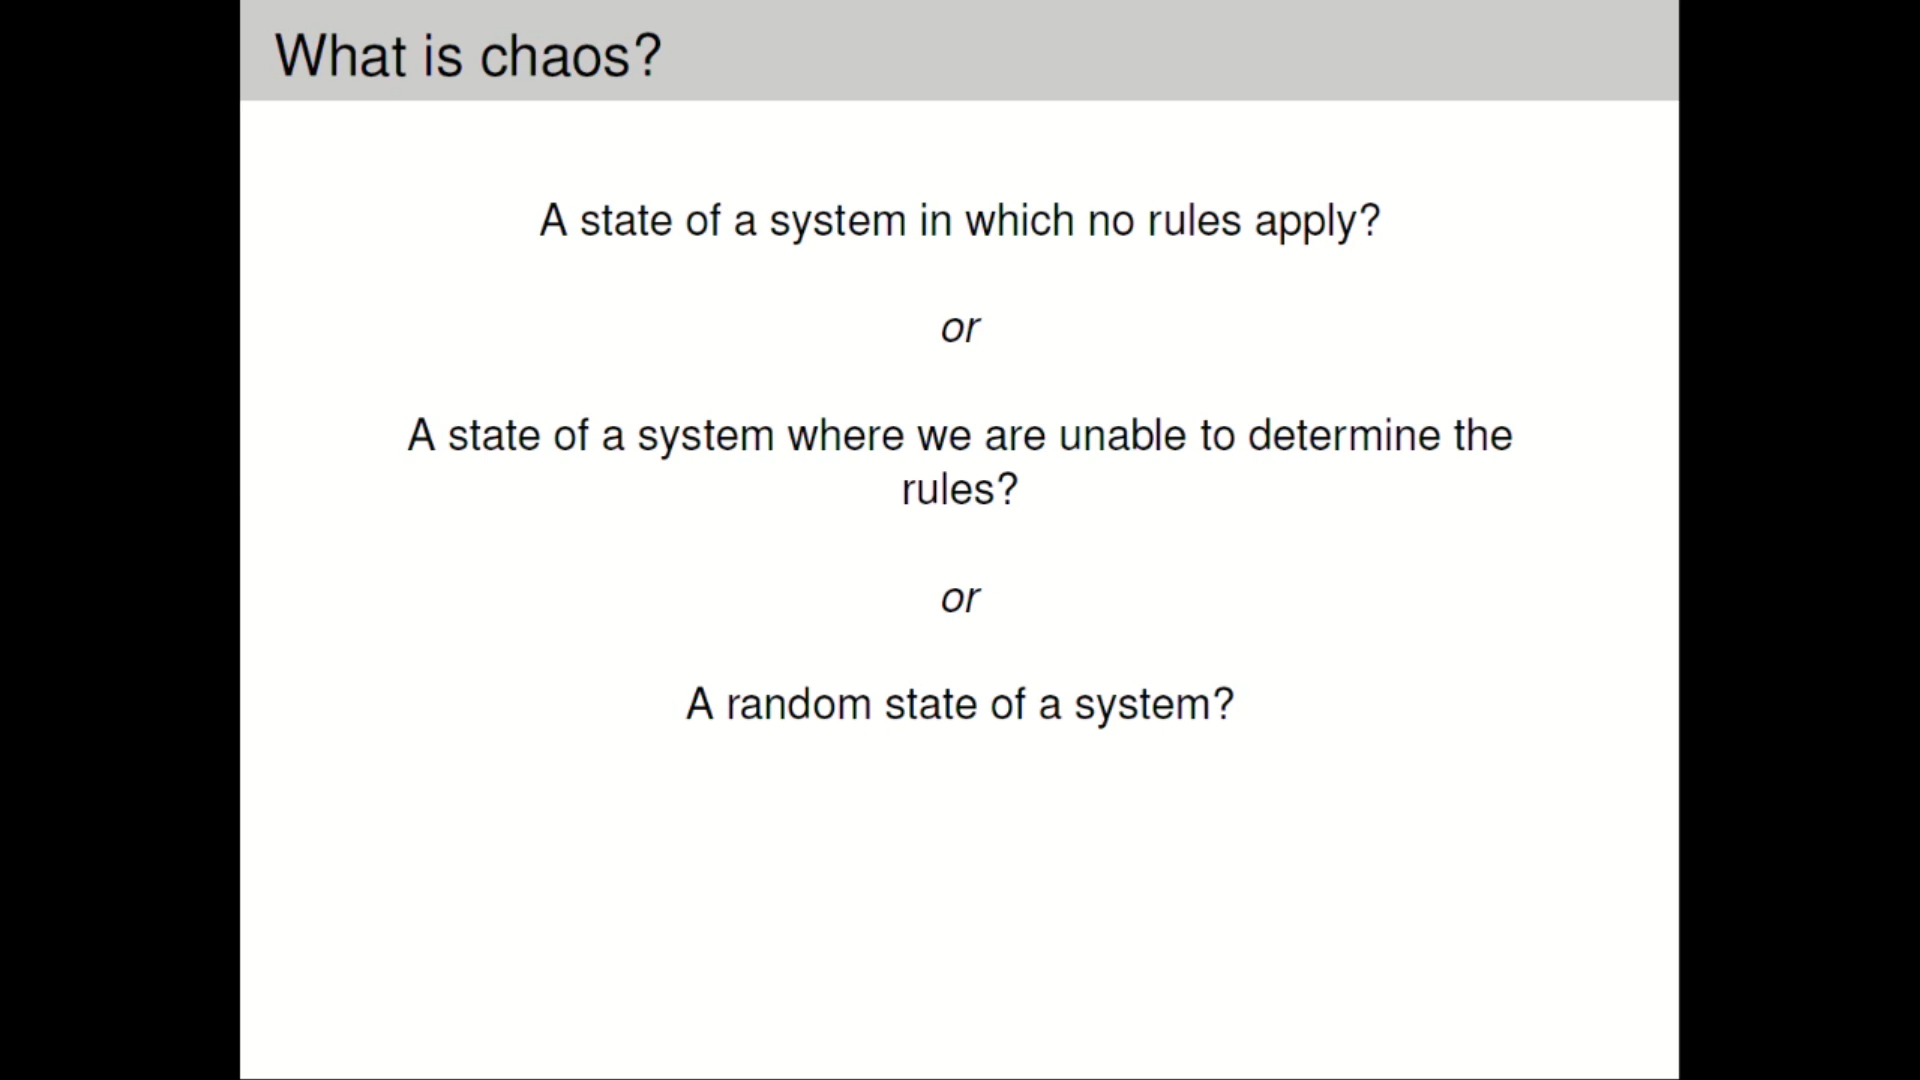 What is chaos?
A state of a system in which no rules apply?
or
A state of a system where we are unable to determine the
rules?
or
A random state of a system?